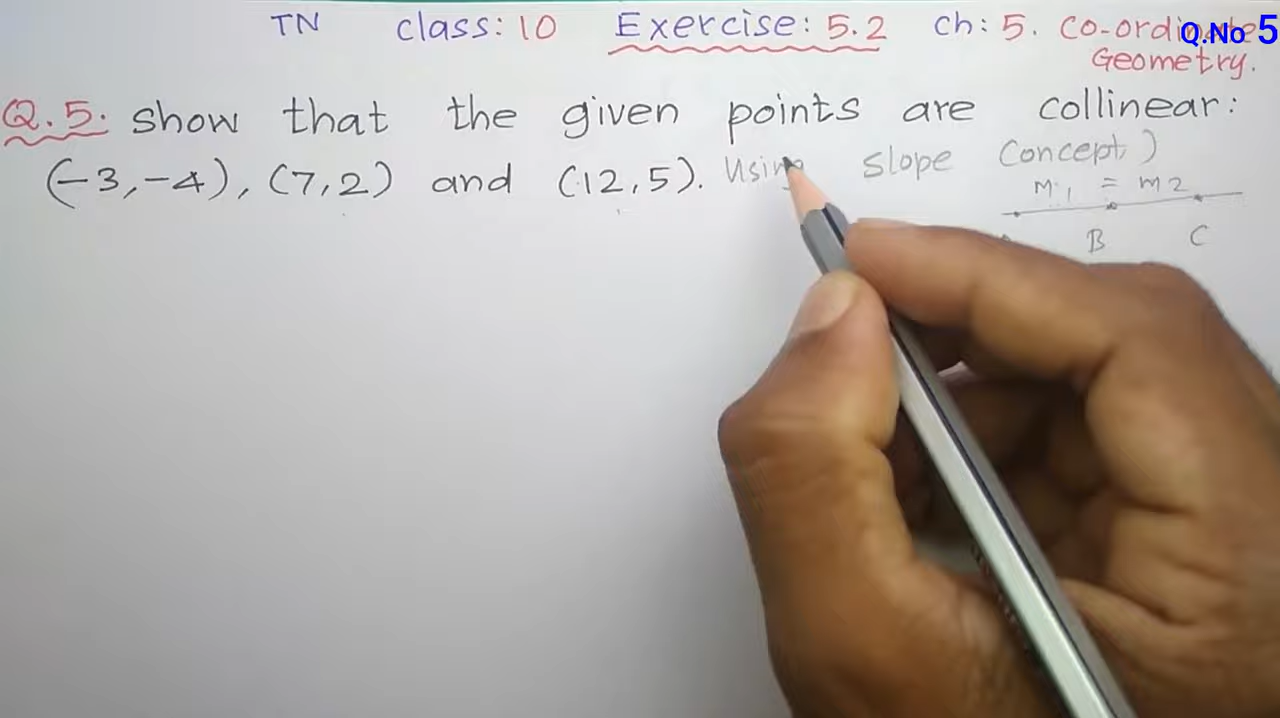 TN class: 10 Exercise: 5.2 ch: 5. Co-ordinate Geometry.
Q.No 5
Q.5. show that the given points are collinear:
(-3,-4), (7,2) and (12,5). Using slope Concept)
M1 = m2
B C